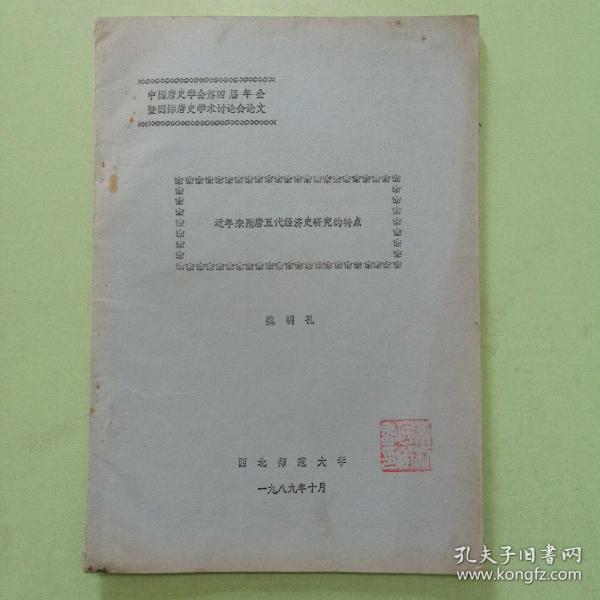 中国唐史学会第四届年会
暨国际唐史学术讨论会论文
近年来隋唐五代经济史研究的特点
魏明孔
西北师范大学
一九八九年十月
孔夫子旧书网
www.kongfz.com